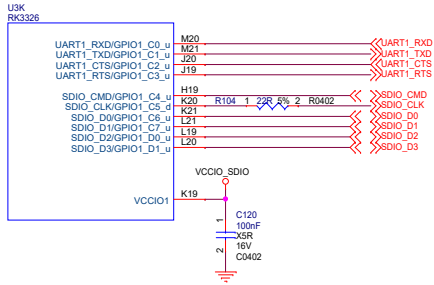 U3K
RK3326
UART1_RXD/GPIO1_C0_u M20 UART1_RXD
UART1_TXD/GPIO1_C1_u M21 UART1_TXD
UART1_CTS/GPIO1_C2_u J20 UART1_CTS
UART1_RTS/GPIO1_C3_u J19 UART1_RTS
SDIO_CMD/GPIO1_C4_u H19 SDIO_CMD
SDIO_CLK/GPIO1_C5_d K20 R104 1 22R 5% 2 R0402 SDIO_CLK
SDIO_D0/GPIO1_C6_u K21 SDIO_D0
SDIO_D1/GPIO1_C7_u L21 SDIO_D1
SDIO_D2/GPIO1_D0_u L19 SDIO_D2
SDIO_D3/GPIO1_D1_u L20 SDIO_D3
VCCIO_SDIO
VCCIO1 K19
1 C120
100nF
X5R
16V
2 C0402